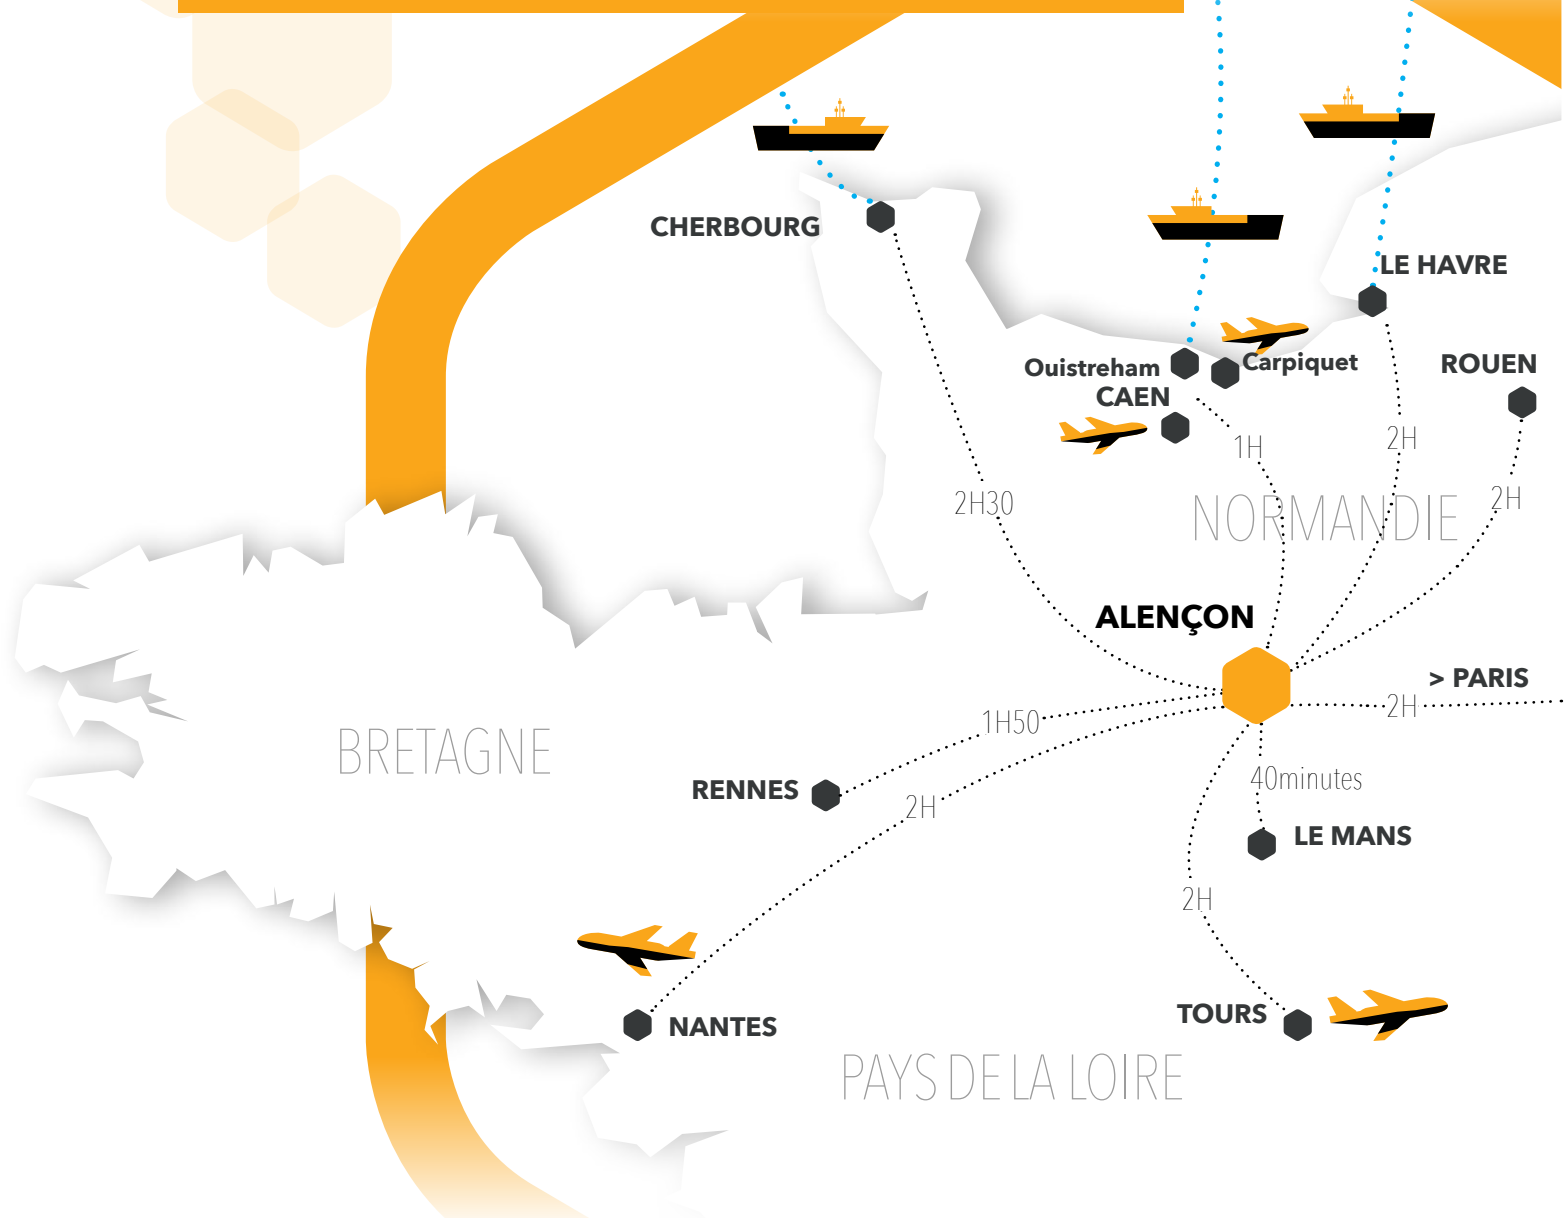 CHERBOURG
LE HAVRE
Ouistreham
Carpiquet
ROUEN
CAEN
1H
2H
2H30
2H
NORMANDIE
ALENÇON
> PARIS
2H
1H50
BRETAGNE
40minutes
RENNES
2H
LE MANS
2H
TOURS
NANTES
PAYS DE LA LOIRE